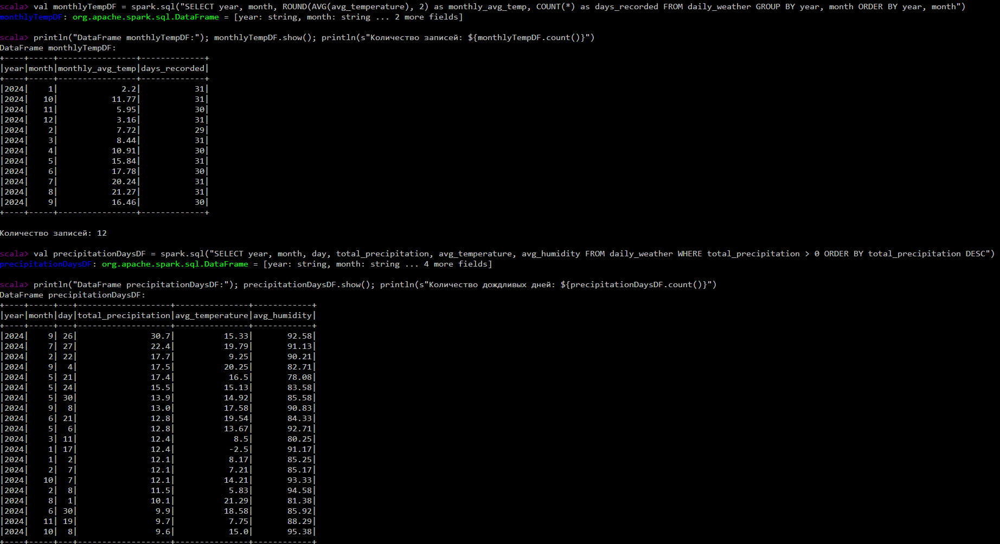 scala> val monthlyTempDF = spark.sql("SELECT year, month, ROUND(AVG(avg_temperature), 2) as monthly_avg_temp, COUNT(*) as days_recorded FROM daily_weather GROUP BY year, month ORDER BY year, month")
monthlyTempDF: org.apache.spark.sql.DataFrame = [year: string, month: string ... 2 more fields]
scala> println("DataFrame monthlyTempDF:"); monthlyTempDF.show(); println(s"Количество записей: ${monthlyTempDF.count()}")
DataFrame monthlyTempDF:
+----+-----+----------------+-------------+
|year|month|monthly_avg_temp|days_recorded|
+----+-----+----------------+-------------+
|2024|    1|             2.2|           31|
|2024|   10|           11.77|           31|
|2024|   11|            5.95|           30|
|2024|   12|            3.16|           31|
|2024|    2|            7.72|           29|
|2024|    3|            8.44|           31|
|2024|    4|           10.91|           30|
|2024|    5|           15.84|           31|
|2024|    6|           17.78|           30|
|2024|    7|           20.24|           31|
|2024|    8|           21.27|           31|
|2024|    9|           16.46|           30|
+----+-----+----------------+-------------+
Количество записей: 12
scala> val precipitationDaysDF = spark.sql("SELECT year, month, day, total_precipitation, avg_temperature, avg_humidity FROM daily_weather WHERE total_precipitation > 0 ORDER BY total_precipitation DESC")
precipitationDaysDF: org.apache.spark.sql.DataFrame = [year: string, month: string ... 4 more fields]
scala> println("DataFrame precipitationDaysDF:"); precipitationDaysDF.show(); println(s"Количество дождливых дней: ${precipitationDaysDF.count()}")
DataFrame precipitationDaysDF:
+----+-----+---+-------------------+---------------+------------+
|year|month|day|total_precipitation|avg_temperature|avg_humidity|
+----+-----+---+-------------------+---------------+------------+
|2024|    9| 26|               30.7|          15.33|       92.58|
|2024|    7| 27|               22.4|          19.79|       91.13|
|2024|    2| 22|               17.7|           9.25|       90.21|
|2024|    9|  4|               17.5|          20.25|       82.71|
|2024|    5| 21|               17.4|           16.5|       78.08|
|2024|    5| 24|               15.5|          15.13|       83.58|
|2024|    5| 30|               13.9|          14.92|       85.58|
|2024|    9|  8|               13.0|          17.58|       90.83|
|2024|    6| 21|               12.8|          19.54|       84.33|
|2024|    5|  6|               12.8|          13.67|       92.71|
|2024|    3| 11|               12.4|            8.5|       80.25|
|2024|    1| 17|               12.4|           -2.5|       91.17|
|2024|    1|  2|               12.1|           8.17|       85.25|
|2024|    2|  7|               12.1|           7.21|       85.17|
|2024|   10|  7|               12.1|          14.21|       93.33|
|2024|    2|  8|               11.5|           5.83|       94.58|
|2024|    8|  1|               10.1|          21.29|       81.38|
|2024|    6| 30|                9.9|          18.58|       85.92|
|2024|   11| 19|                9.7|           7.75|       88.29|
|2024|   10|  8|                9.6|           15.0|       95.38|
+----+-----+---+-------------------+---------------+------------+